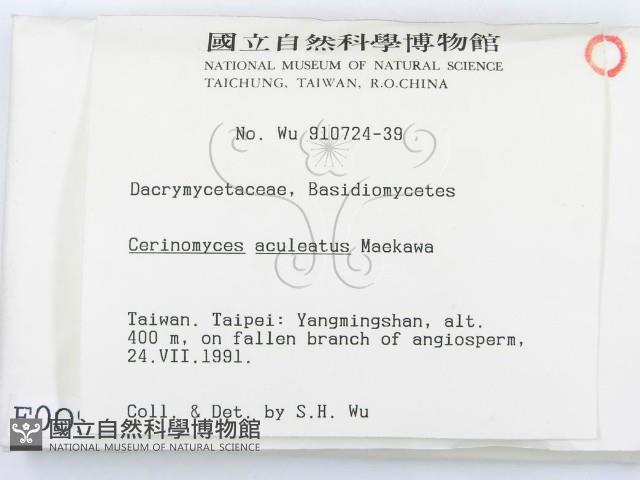 國立自然科學博物館
NATIONAL MUSEUM OF NATURAL SCIENCE
TAICHUNG, TAIWAN, R.O.CHINA
No. Wu 910724-39
Dacrymycetaceae, Basidiomycetes
Cerinomyces aculeatus Maekawa
Taiwan. Taipei: Yangmingshan, alt.
400 m, on fallen branch of angiosperm,
24.VII.1991.
Coll. & Det. by S.H. Wu
國立自然科學博物館
NATIONAL MUSEUM OF NATURAL SCIENCE